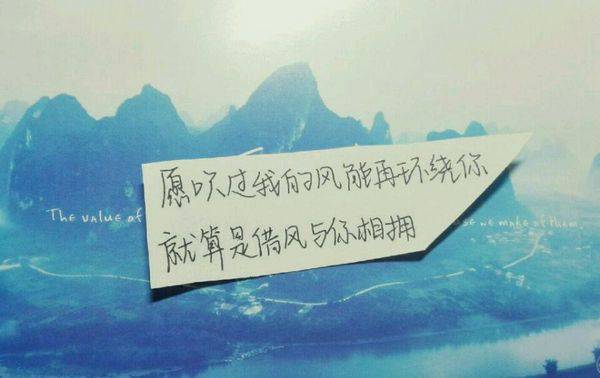 愿吹过我的风能再环绕你
就算是借风与你相拥
The value of
use we make of them.